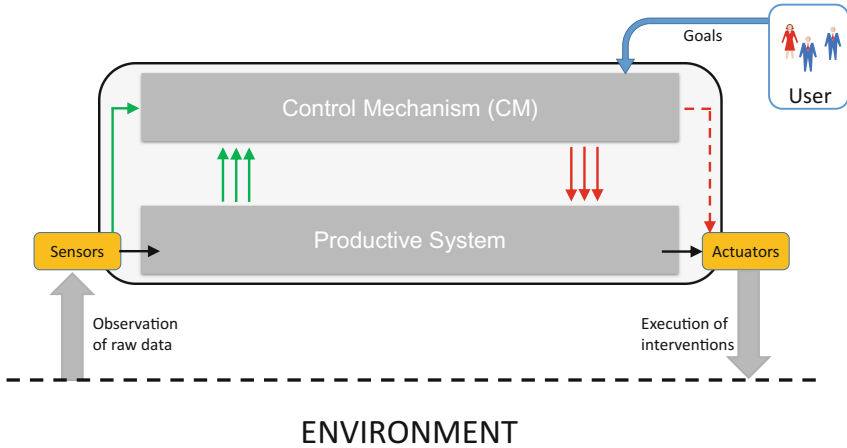 Goals
User
Control Mechanism (CM)
Productive System
Sensors
Actuators
Observation
of raw data
Execution of
interventions
ENVIRONMENT